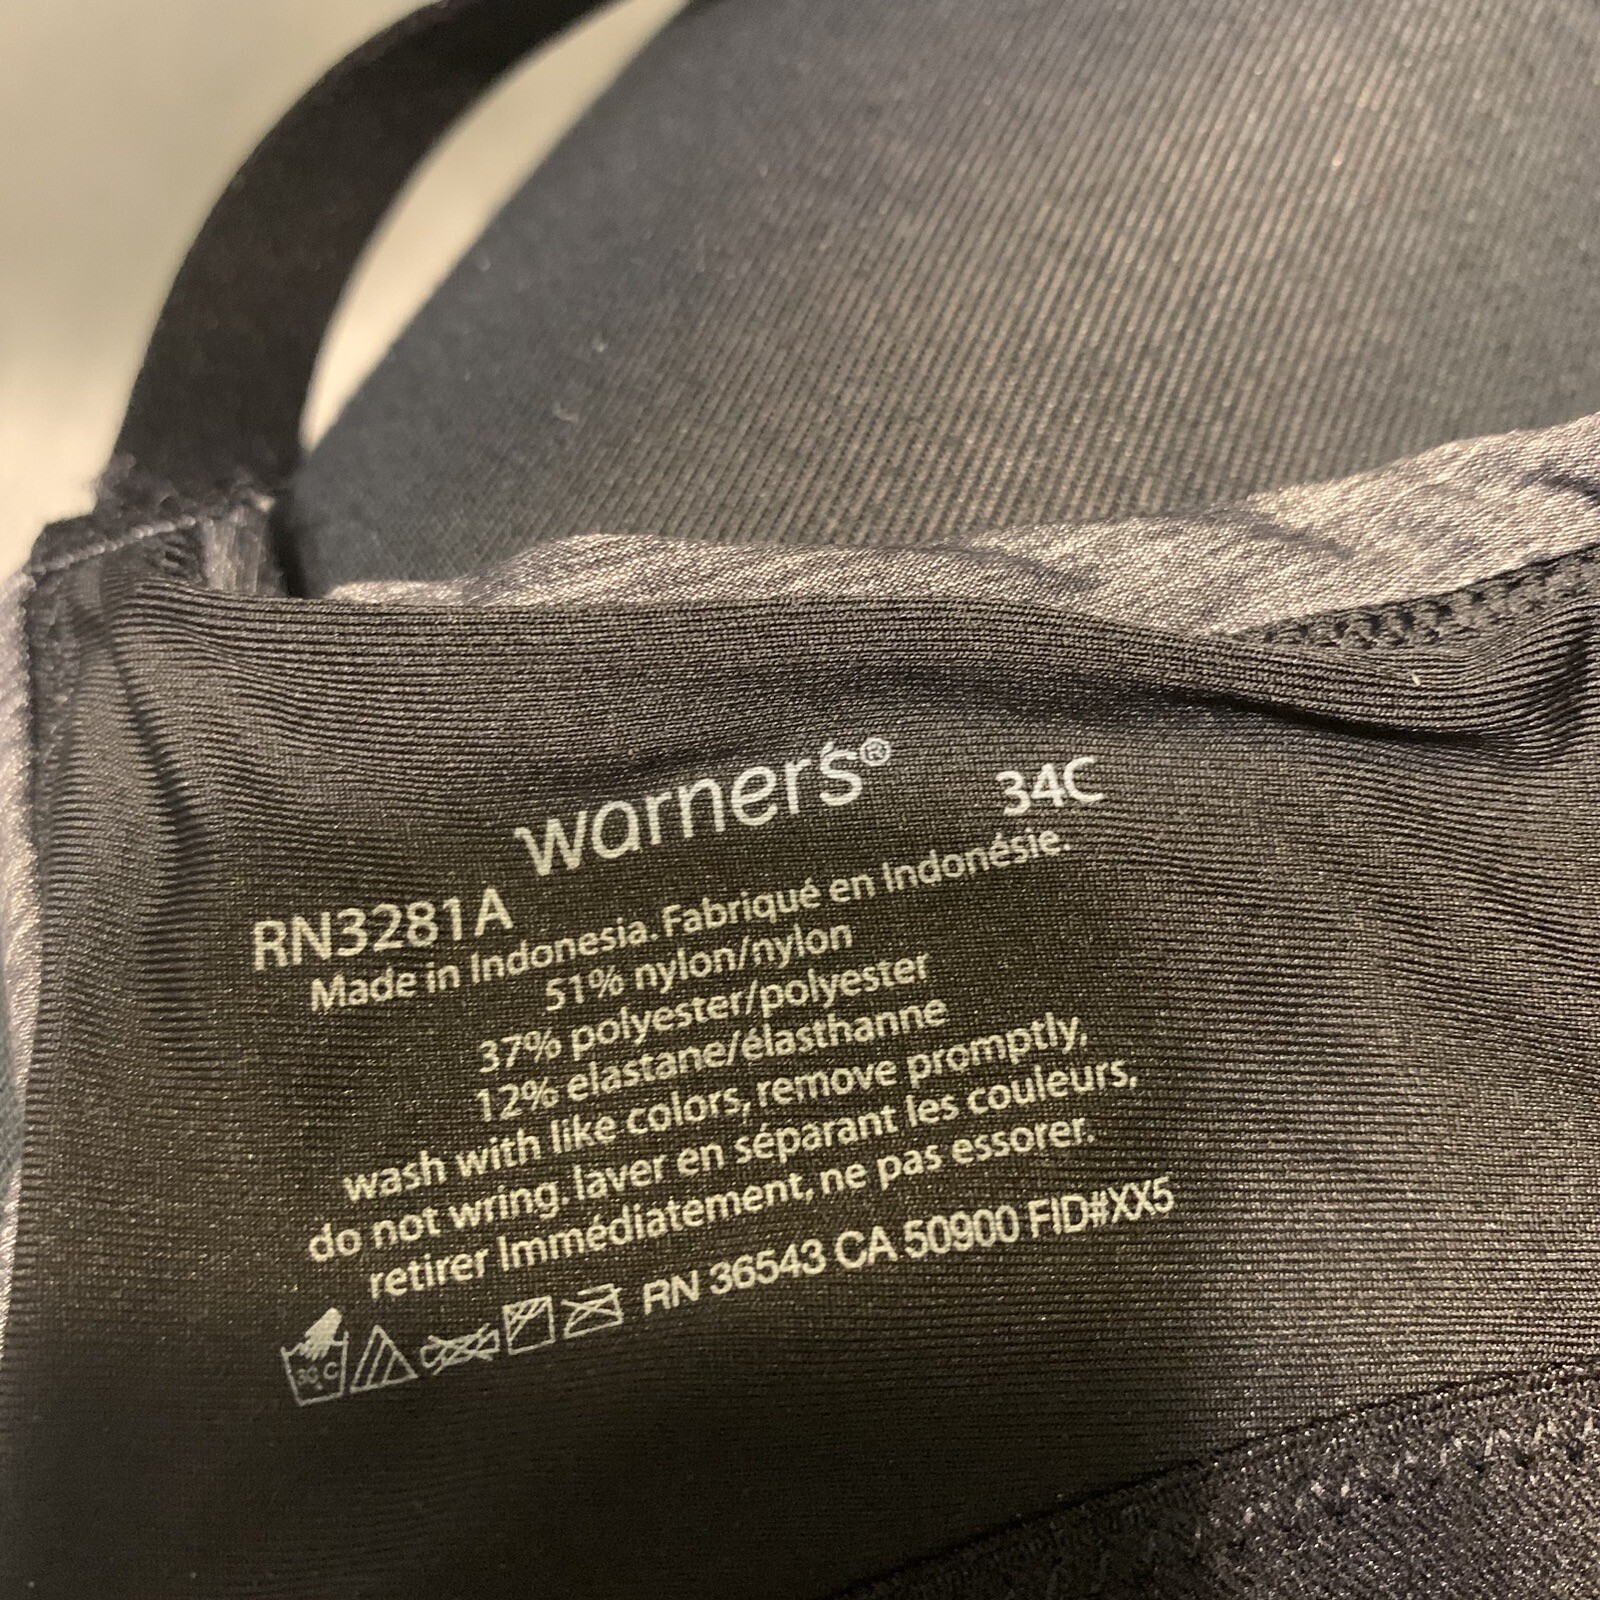 warner's®
34C
RN3281A
Made in Indonesia. Fabriqué en Indonésie.
51% nylon/nylon
37% polyester/polyester
12% elastane/élasthanne
wash with like colors, remove promptly,
do not wring. laver en séparant les couleurs,
retirer Immédiatement, ne pas essorer.
30°C
RN 36543 CA 50900 FID#XX5